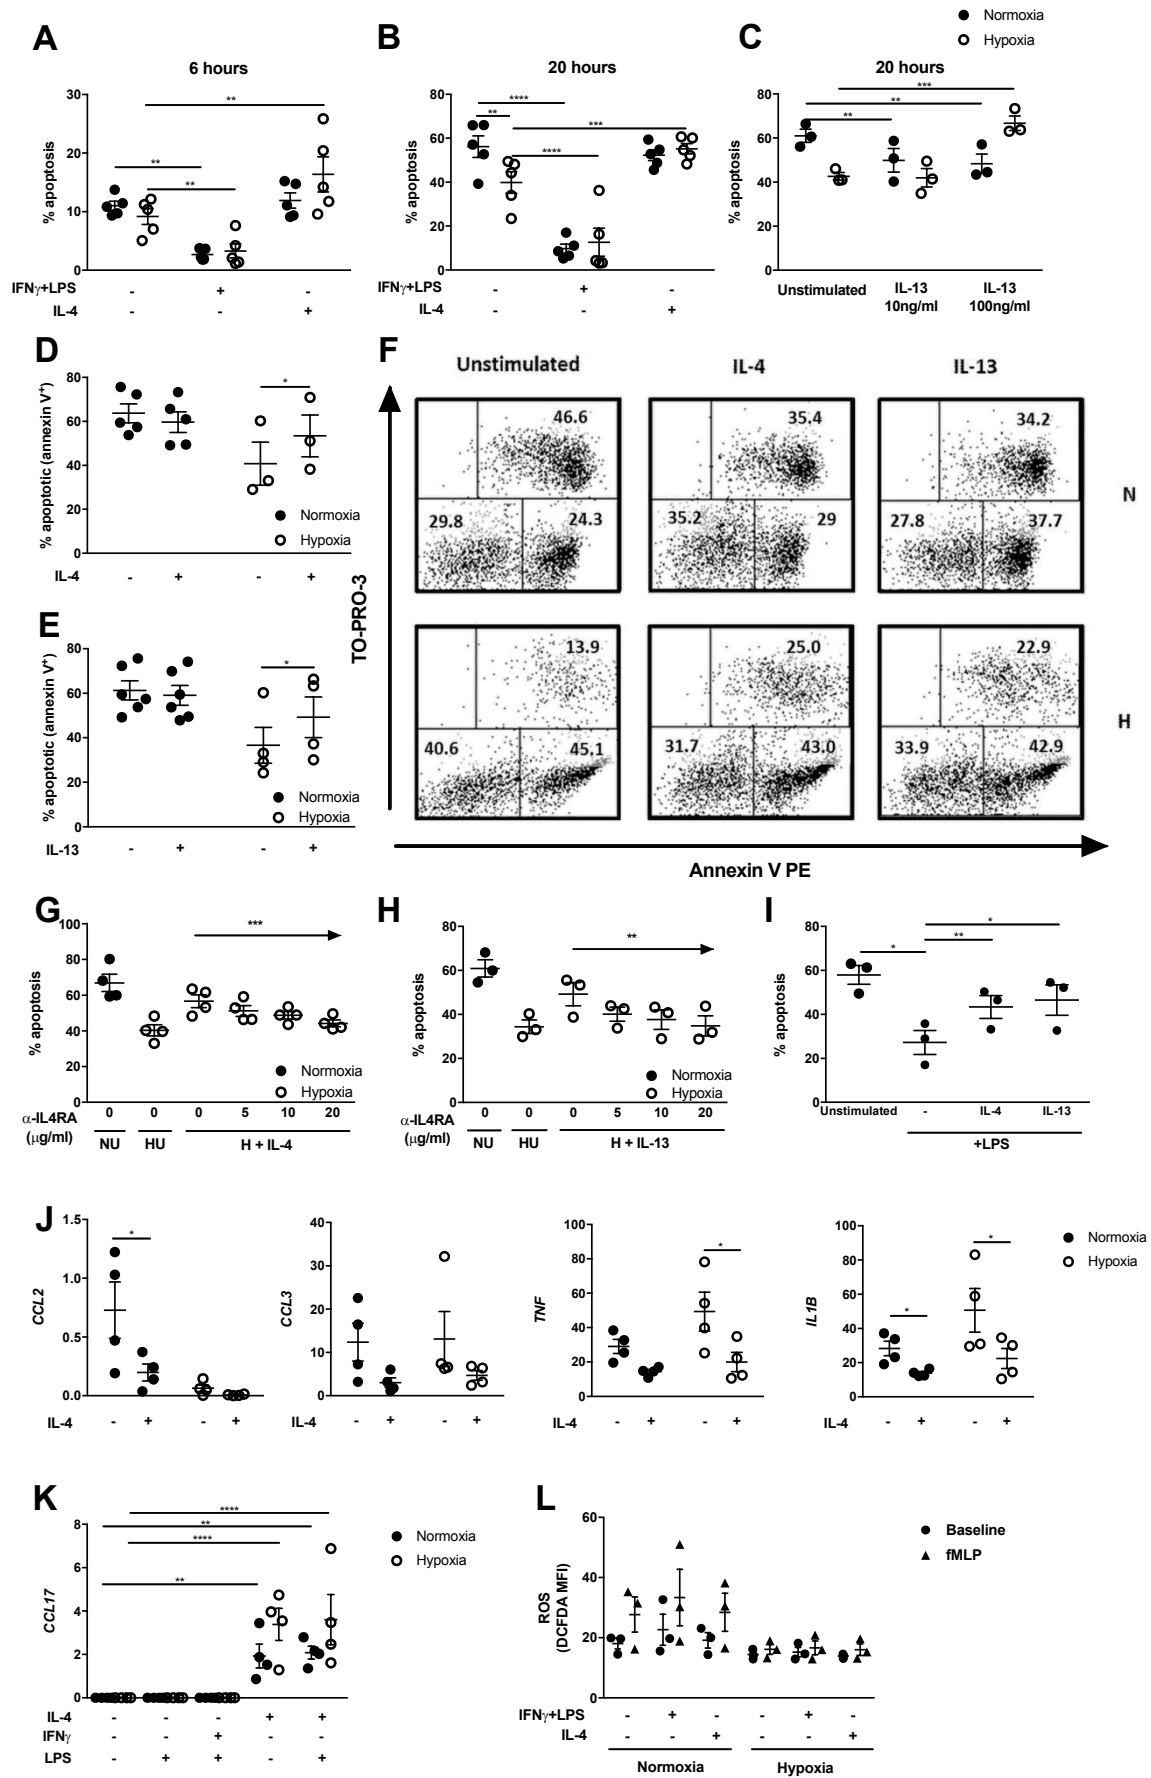 Normoxia
Hypoxia
A
6 hours
% apoptosis
30
20
10
0
**
**
**
IFNγ+LPS - + -
IL-4 - - +
B
20 hours
% apoptosis
80
60
40
20
0
****
**
***
****
IFNγ+LPS - + -
IL-4 - - +
C
20 hours
% apoptosis
80
60
40
20
0
***
**
**
Unstimulated IL-13 IL-13
10ng/ml 100ng/ml
D
% apoptotic (annexin V+)
80
60
40
20
0
*
Normoxia
Hypoxia
IL-4 - + - +
E
% apoptotic (annexin V+)
80
60
40
20
0
*
Normoxia
Hypoxia
IL-13 - + - +
F
Unstimulated IL-4 IL-13
46.6 35.4 34.2
29.8 24.3 35.2 29 27.8 37.7
N
13.9 25.0 22.9
40.6 45.1 31.7 43.0 33.9 42.9
H
TO-PRO-3
Annexin V PE
G
% apoptosis
100
80
60
40
20
0
***
Normoxia
Hypoxia
α-IL4RA 0 0 0 5 10 20
(μg/ml)
NU HU H + IL-4
H
% apoptosis
80
60
40
20
0
**
Normoxia
Hypoxia
α-IL4RA 0 0 0 5 10 20
(μg/ml)
NU HU H + IL-13
I
% apoptosis
80
60
40
20
0
*
**
*
Unstimulated - IL-4 IL-13
+LPS
J
CCL2
1.5
1.0
0.5
0.0
*
IL-4 - + - +
CCL3
40
30
20
10
0
IL-4 - + - +
TNF
100
80
60
40
20
0
*
IL-4 - + - +
IL1B
100
80
60
40
20
0
*
*
IL-4 - + - +
Normoxia
Hypoxia
K
CCL17
8
6
4
2
0
****
**
****
**
Normoxia
Hypoxia
IL-4 - - - + +
IFNγ - - + - -
LPS - + + - +
L
ROS
(DCFDA MFI)
60
40
20
0
Baseline
fMLP
IFNγ+LPS - + - - + -
IL-4 - - + - - +
Normoxia Hypoxia